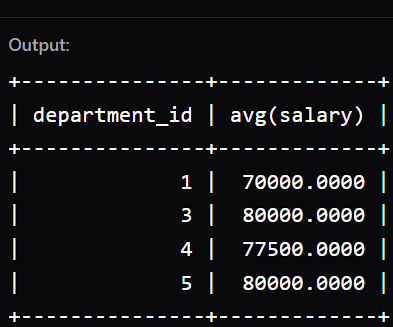 Output:
+---------------+-------------+
| department_id | avg(salary) |
+---------------+-------------+
|             1 |  70000.0000 |
|             3 |  80000.0000 |
|             4 |  77500.0000 |
|             5 |  80000.0000 |
+---------------+-------------+